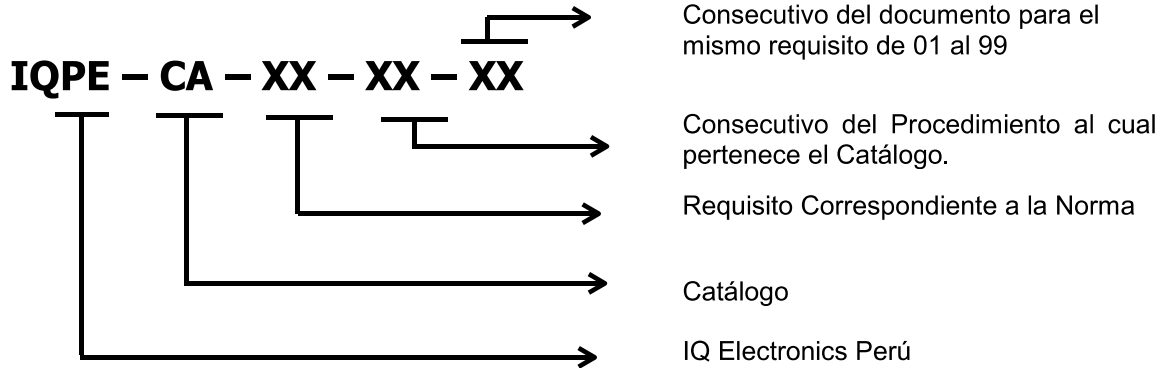 Consecutivo del documento para el
mismo requisito de 01 al 99
IQPE – CA – XX – XX – XX
Consecutivo del Procedimiento al cual
pertenece el Catálogo.
Requisito Correspondiente a la Norma
Catálogo
IQ Electronics Perú